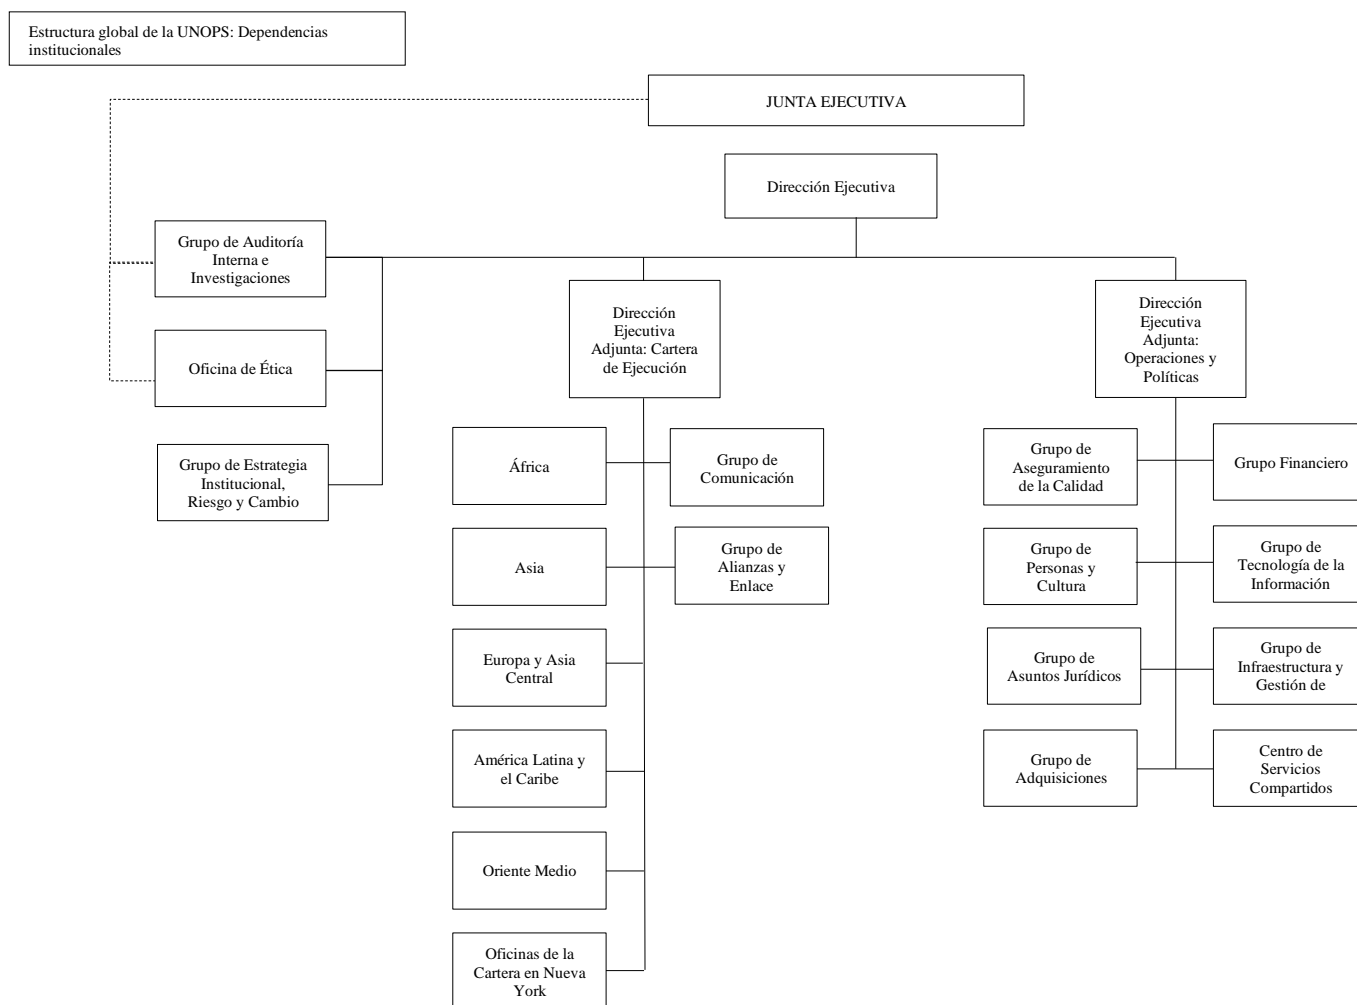 Estructura global de la UNOPS: Dependencias
institucionales
JUNTA EJECUTIVA
Dirección Ejecutiva
Grupo de Auditoría
Interna e
Investigaciones
Oficina de Ética
Grupo de Estrategia
Institucional,
Riesgo y Cambio
Dirección
Ejecutiva
Adjunta: Cartera
de Ejecución
África
Grupo de
Comunicación
Asia
Grupo de
Alianzas y
Enlace
Europa y Asia
Central
América Latina y
el Caribe
Oriente Medio
Oficinas de la
Cartera en Nueva
York
Dirección
Ejecutiva
Adjunta:
Operaciones y
Políticas
Grupo de
Aseguramiento
de la Calidad
Grupo Financiero
Grupo de
Personas y
Cultura
Grupo de
Tecnología de la
Información
Grupo de
Asuntos Jurídicos
Grupo de
Infraestructura y
Gestión de
Grupo de
Adquisiciones
Centro de
Servicios
Compartidos